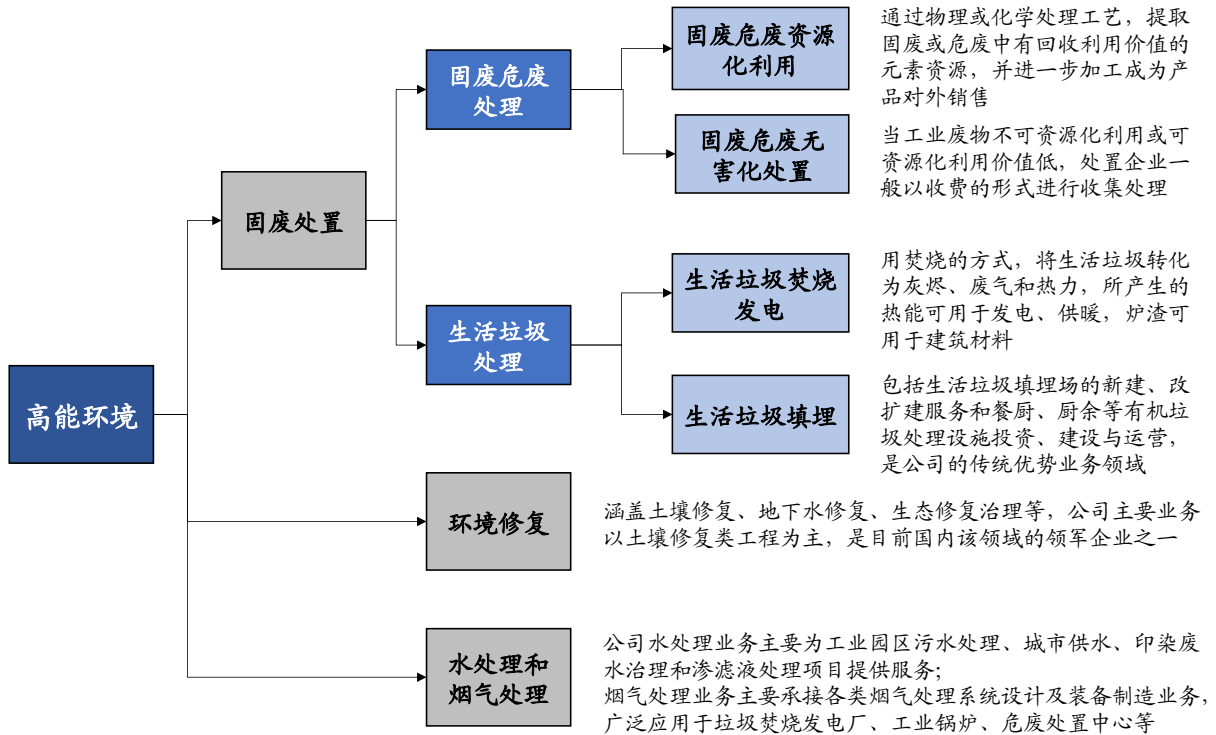 固废危废资源
化利用
通过物理或化学处理工艺，提取
固废或危废中有回收利用价值的
元素资源，并进一步加工成为产
品对外销售
固废危废
处理
固废危废无
害化处置
当工业废物不可资源化利用或可
资源化利用价值低，处置企业一
般以收费的形式进行收集处理
固废处置
生活垃圾焚烧
发电
用焚烧的方式，将生活垃圾转化
为灰烬、废气和热力，所产生的
热能可用于发电、供暖，炉渣可
用于建筑材料
生活垃圾
处理
高能环境
生活垃圾填埋
包括生活垃圾填埋场的新建、改
扩建服务和餐厨、厨余等有机垃
圾处理设施投资、建设与运营，
是公司的传统优势业务领域
环境修复
涵盖土壤修复、地下水修复、生态修复治理等，公司主要业务
以土壤修复类工程为主，是目前国内该领域的领军企业之一
水处理和
烟气处理
公司水处理业务主要为工业园区污水处理、城市供水、印染废
水治理和渗滤液处理项目提供服务；
烟气处理业务主要承接各类烟气处理系统设计及装备制造业务，
广泛应用于垃圾焚烧发电厂、工业锅炉、危废处置中心等